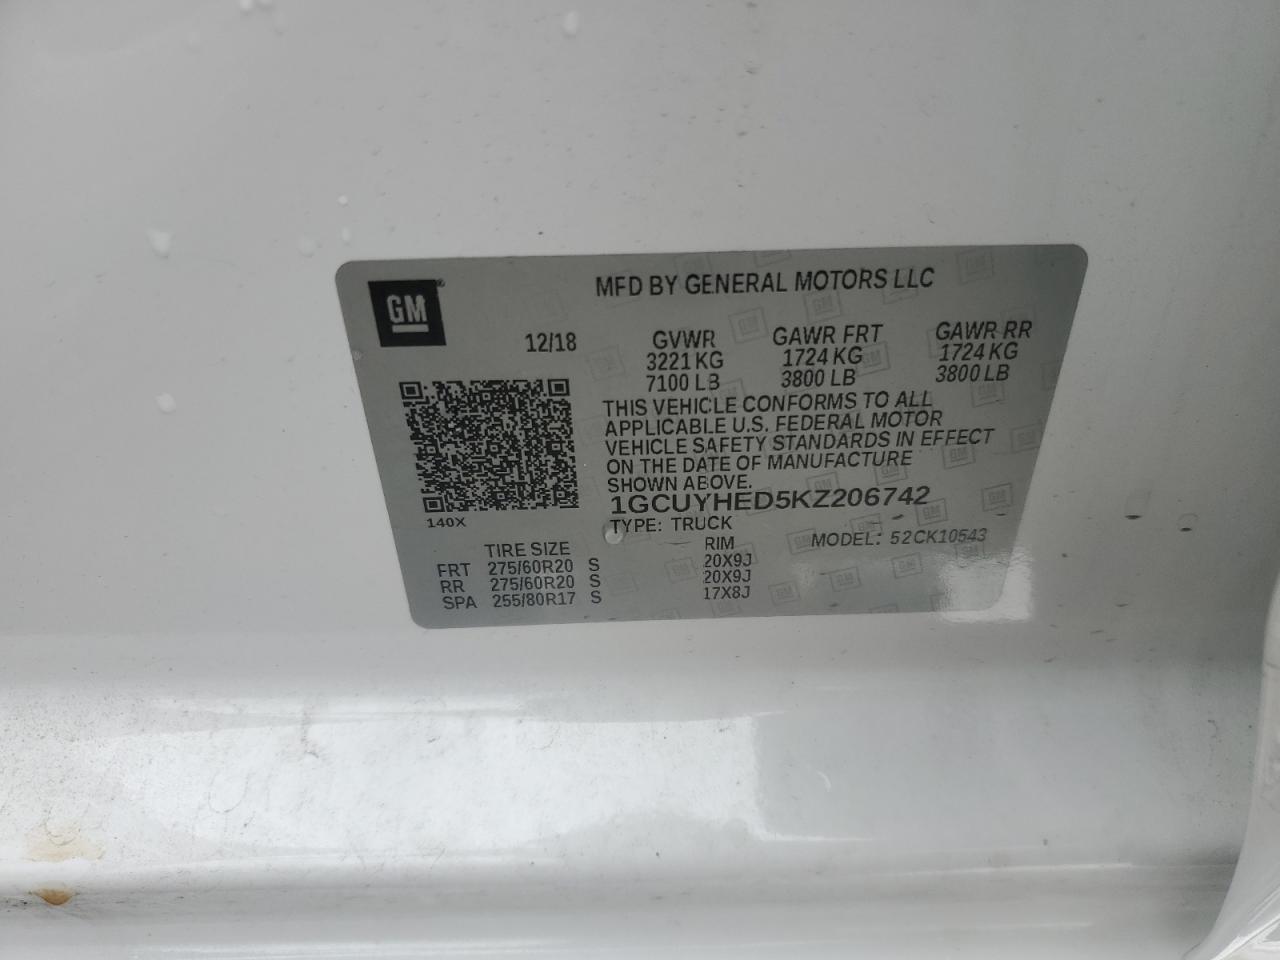 GM
MFD BY GENERAL MOTORS LLC
12/18 GVWR GAWR FRT GAWR RR
3221 KG 1724 KG 1724 KG
7100 LB 3800 LB 3800 LB
THIS VEHICLE CONFORMS TO ALL
APPLICABLE U.S. FEDERAL MOTOR
VEHICLE SAFETY STANDARDS IN EFFECT
ON THE DATE OF MANUFACTURE
SHOWN ABOVE.
1GCUYHED5KZ206742
140X
TYPE: TRUCK
MODEL: 52CK10543
TIRE SIZE RIM
FRT 275/60R20 S 20X9J
RR 275/60R20 S 20X9J
SPA 255/80R17 S 17X8J